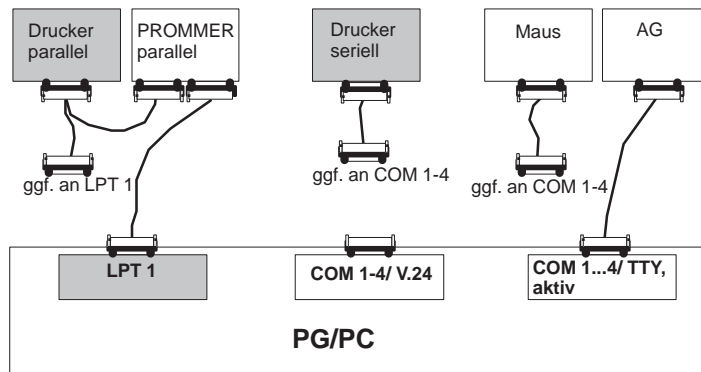 Drucker
parallel
PROMMER
parallel
Drucker
seriell
Maus
AG
ggf. an LPT 1
ggf. an COM 1-4
ggf. an COM 1-4
LPT 1
COM 1-4/ V.24
COM 1...4/ TTY,
aktiv
PG/PC